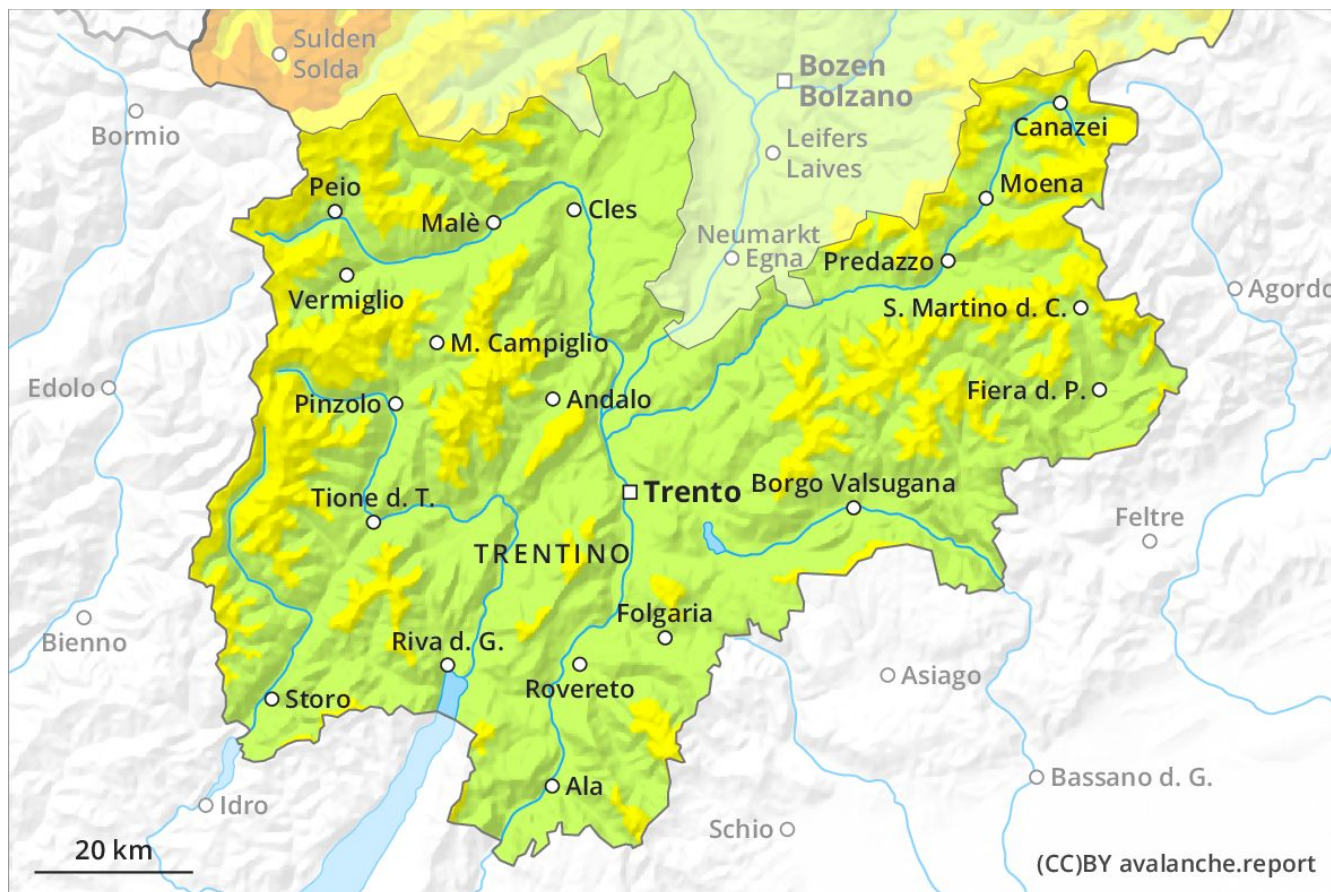 Sulden
Solda
Bozen
Bolzano
Bormio
Canazei
Leifers
Laives
Peio
Moena
Malè
Cles
Neumarkt
Egna
Predazzo
Vermiglio
Agordo
S. Martino d. C.
M. Campiglio
Edolo
Pinzolo
Andalo
Fiera d. P.
Trento
Borgo Valsugana
Tione d. T.
Feltre
TRENTINO
Folgaria
Bienno
Riva d. G.
Asiago
Rovereto
Storo
Bassano d. G.
Ala
Idro
Schio
20 km
(CC)BY avalanche.report